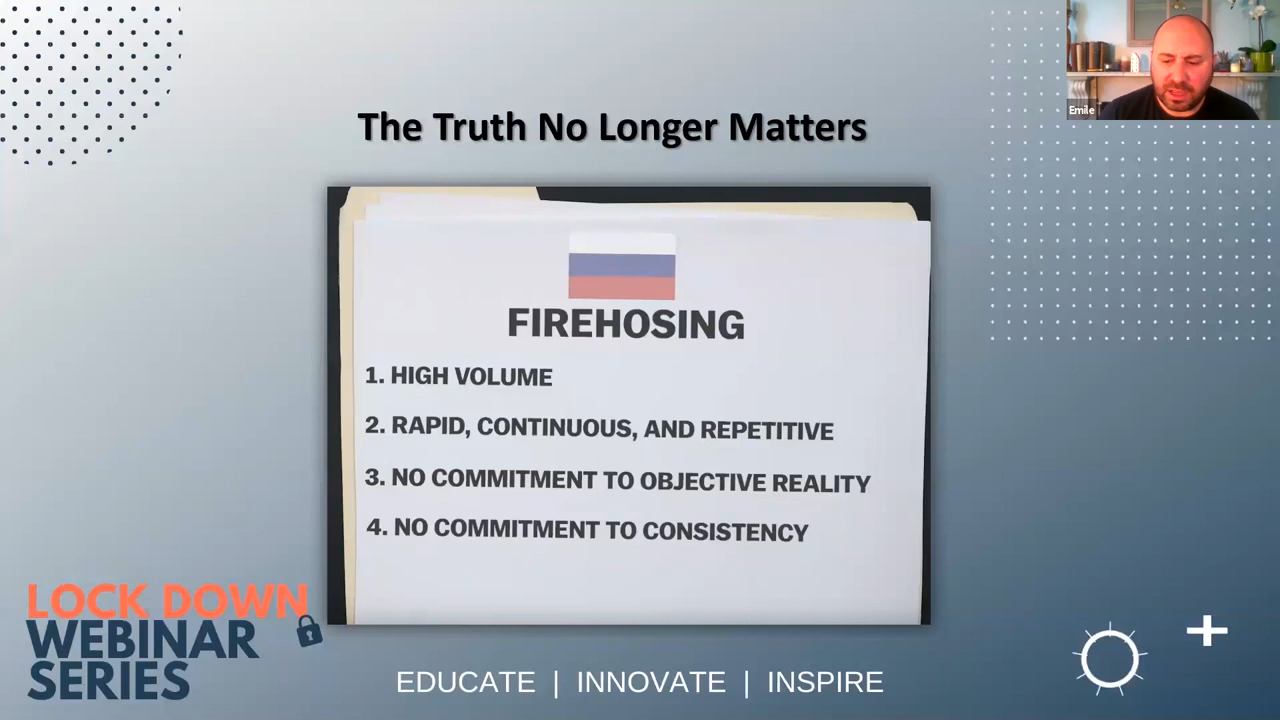 Emile
The Truth No Longer Matters
FIREHOSING
1. HIGH VOLUME
2. RAPID, CONTINUOUS, AND REPETITIVE
3. NO COMMITMENT TO OBJECTIVE REALITY
4. NO COMMITMENT TO CONSISTENCY
LOCK DOWN
WEBINAR
SERIES
EDUCATE | INNOVATE | INSPIRE